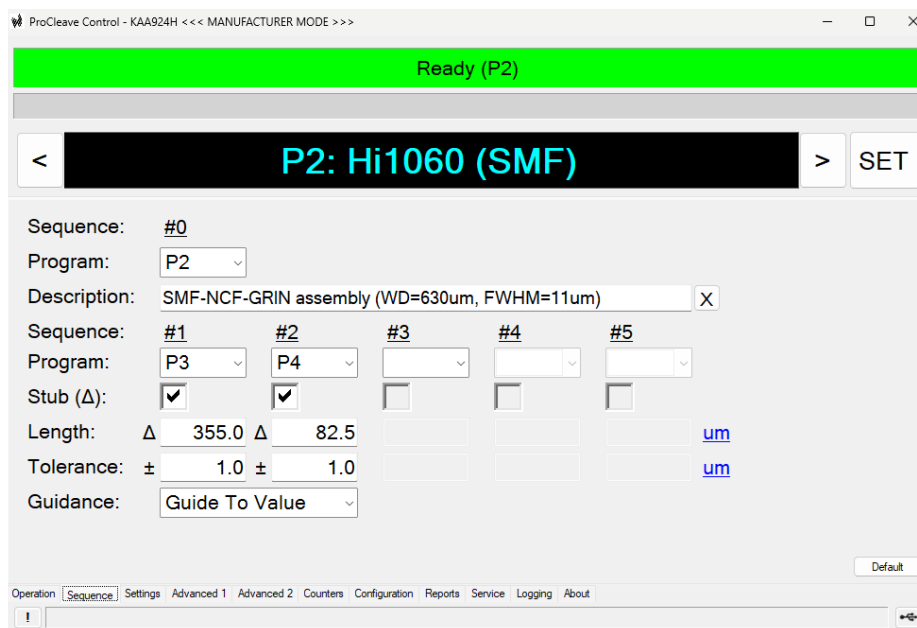 ProCleave Control - KAA924H <<< MANUFACTURER MODE >>>
Ready (P2)
< P2: Hi1060 (SMF) > SET
Sequence: #0
Program: P2
Description: SMF-NCF-GRIN assembly (WD=630um, FWHM=11um) X
Sequence: #1 #2 #3 #4 #5
Program: P3 P4
Stub (Δ):
Length: Δ 355.0 Δ 82.5 um
Tolerance: ± 1.0 ± 1.0 um
Guidance: Guide To Value
Default
Operation Sequence Settings Advanced 1 Advanced 2 Counters Configuration Reports Service Logging About
!